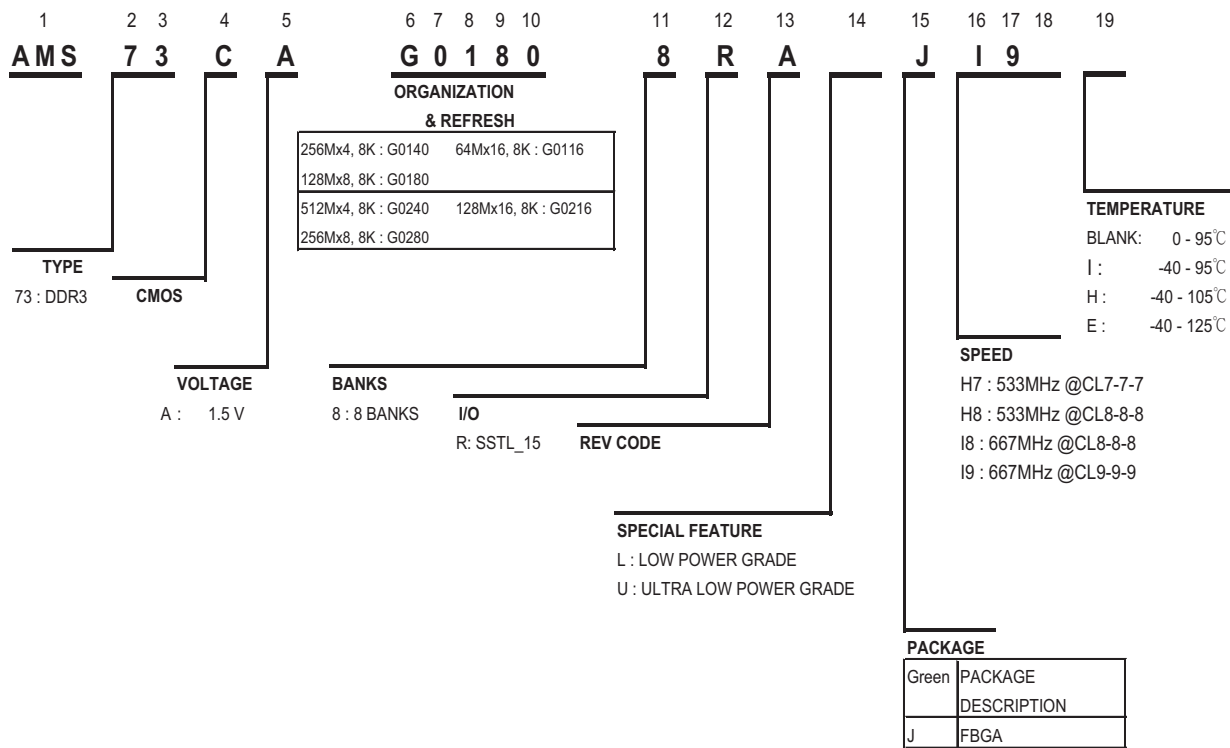 1 2 3 4 5 6 7 8 9 10 11 12 13 14 15 16 17 18 19
AMS 7 3 C A G 0 1 8 0 8 R A J I 9
ORGANIZATION
& REFRESH
256Mx4, 8K : G0140 64Mx16, 8K : G0116
128Mx8, 8K : G0180
512Mx4, 8K : G0240 128Mx16, 8K : G0216
256Mx8, 8K : G0280
TEMPERATURE
BLANK: 0 - 95℃
I : -40 - 95℃
H : -40 - 105℃
E : -40 - 125℃
TYPE
73 : DDR3
CMOS
VOLTAGE
A : 1.5 V
BANKS
8 : 8 BANKS
I/O
R: SSTL_15
REV CODE
SPEED
H7 : 533MHz @CL7-7-7
H8 : 533MHz @CL8-8-8
I8 : 667MHz @CL8-8-8
I9 : 667MHz @CL9-9-9
SPECIAL FEATURE
L : LOW POWER GRADE
U : ULTRA LOW POWER GRADE
PACKAGE
Green PACKAGE
DESCRIPTION
J FBGA